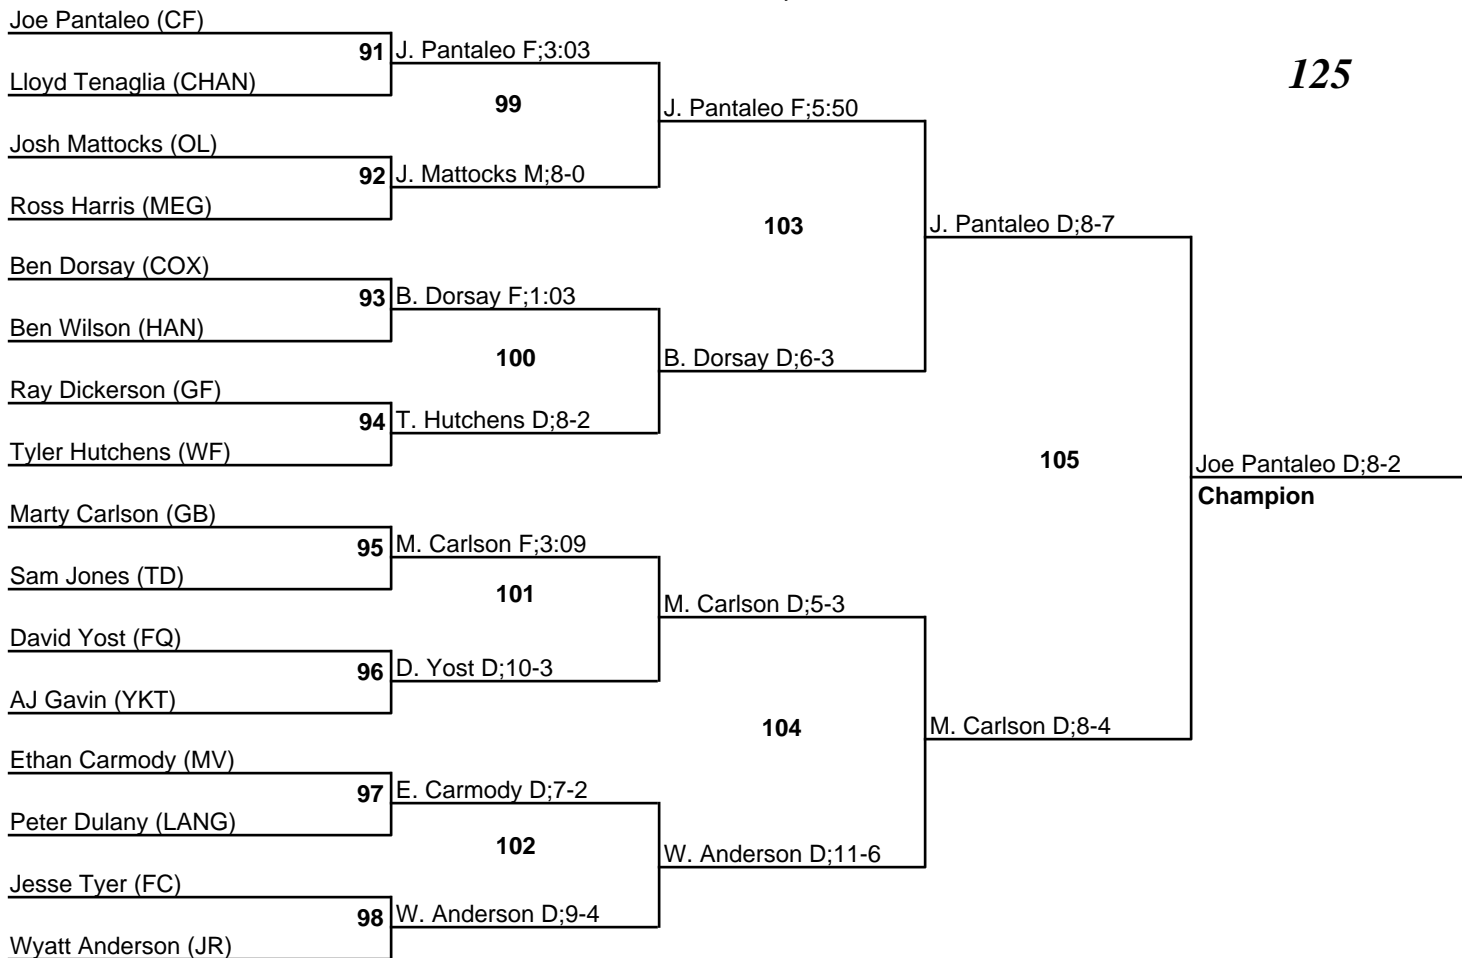 Joe Pantaleo (CF)
91 J. Pantaleo F;3:03
125
Lloyd Tenaglia (CHAN)
99
J. Pantaleo F;5:50
Josh Mattocks (OL)
92 J. Mattocks M;8-0
Ross Harris (MEG)
103
J. Pantaleo D;8-7
Ben Dorsay (COX)
93 B. Dorsay F;1:03
Ben Wilson (HAN)
100
B. Dorsay D;6-3
Ray Dickerson (GF)
94 T. Hutchens D;8-2
Tyler Hutchens (WF)
105
Joe Pantaleo D;8-2
Champion
Marty Carlson (GB)
95 M. Carlson F;3:09
Sam Jones (TD)
101
M. Carlson D;5-3
David Yost (FQ)
96 D. Yost D;10-3
AJ Gavin (YKT)
104
M. Carlson D;8-4
Ethan Carmody (MV)
97 E. Carmody D;7-2
Peter Dulany (LANG)
102
W. Anderson D;11-6
Jesse Tyer (FC)
98 W. Anderson D;9-4
Wyatt Anderson (JR)